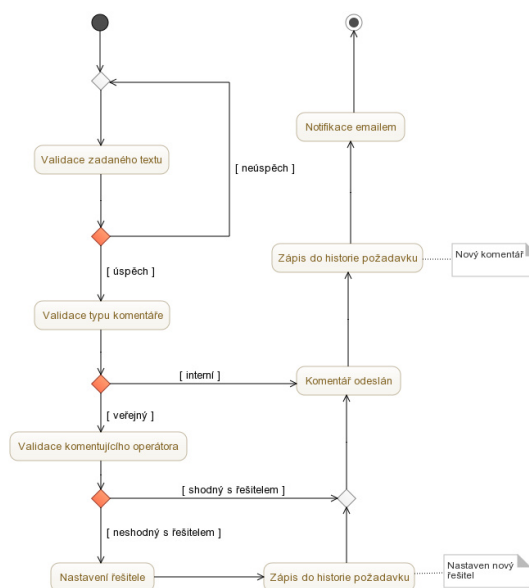 Notifikace emailem
Validace zadaného textu
[ neúspěch ]
Nový komentář
Zápis do historie požadavku
[ úspěch ]
Validace typu komentáře
[ interní ]
Komentář odeslán
[ veřejný ]
Validace komentujícího operátora
[ shodný s řešitelem ]
[ neshodný s řešitelem ]
Nastaven nový
řešitel
Nastavení řešitele
Zápis do historie požadavku